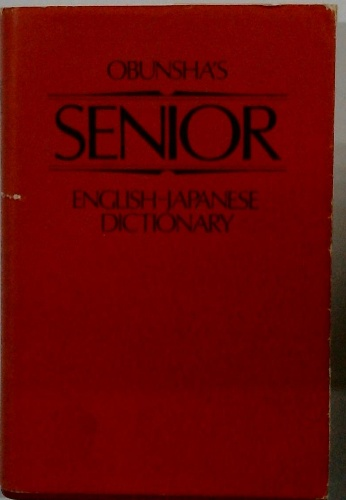 OBUNSHA'S
SENIOR
ENGLISH-JAPANESE
DICTIONARY